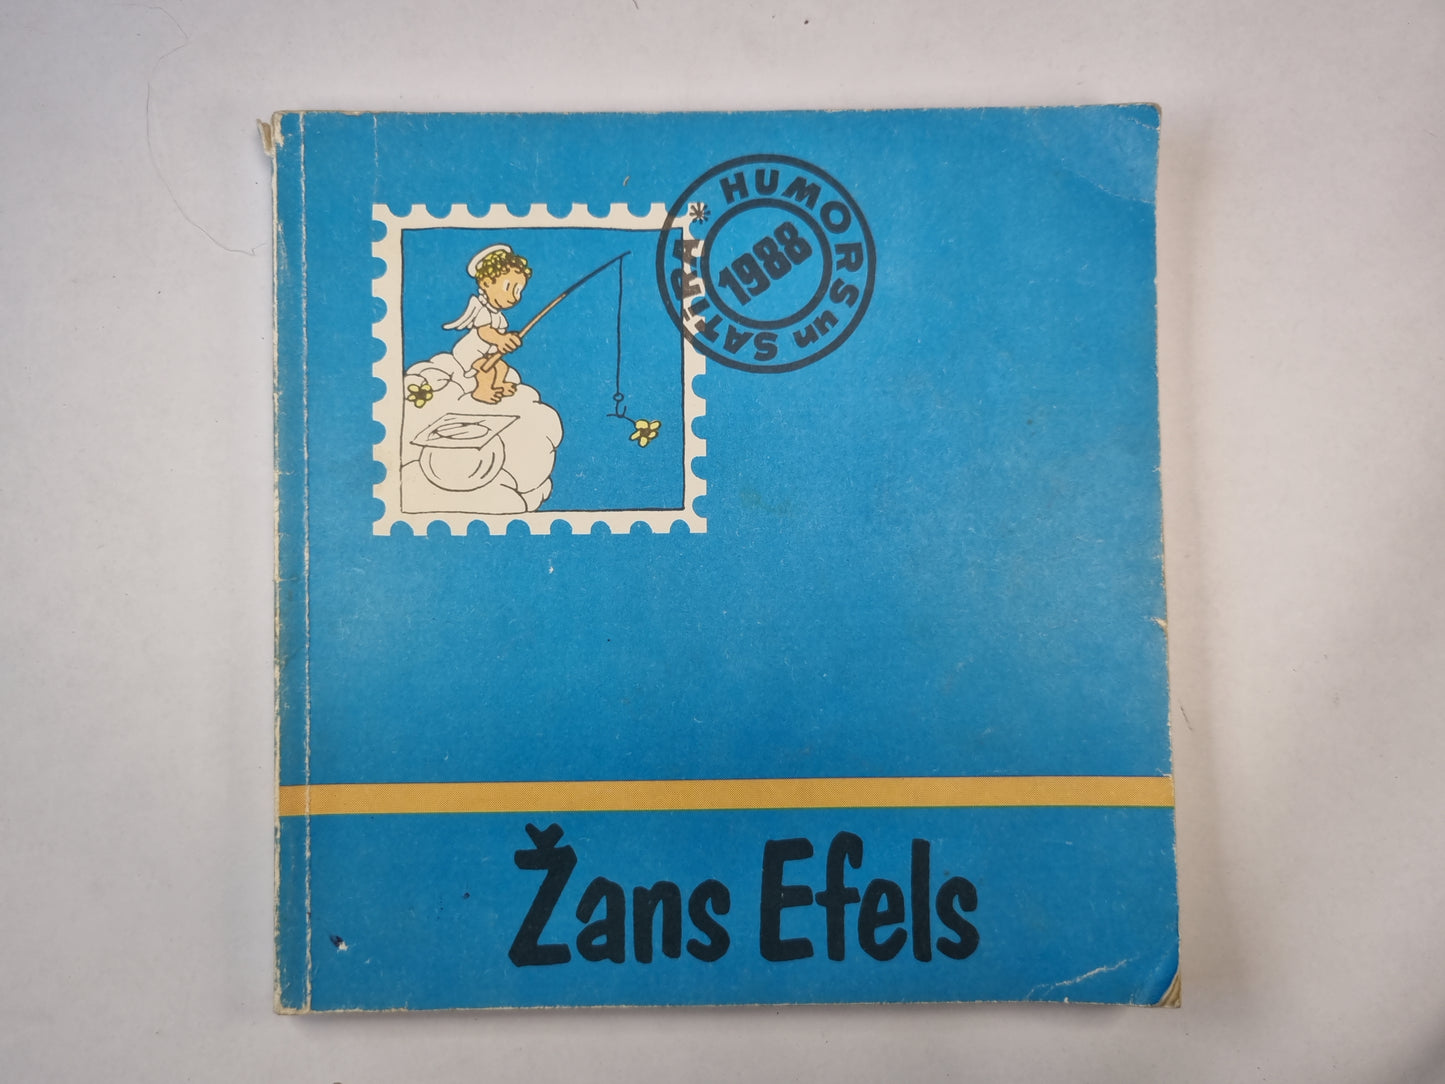 * HUMORS un SATĪRA
1988
Žans Efels